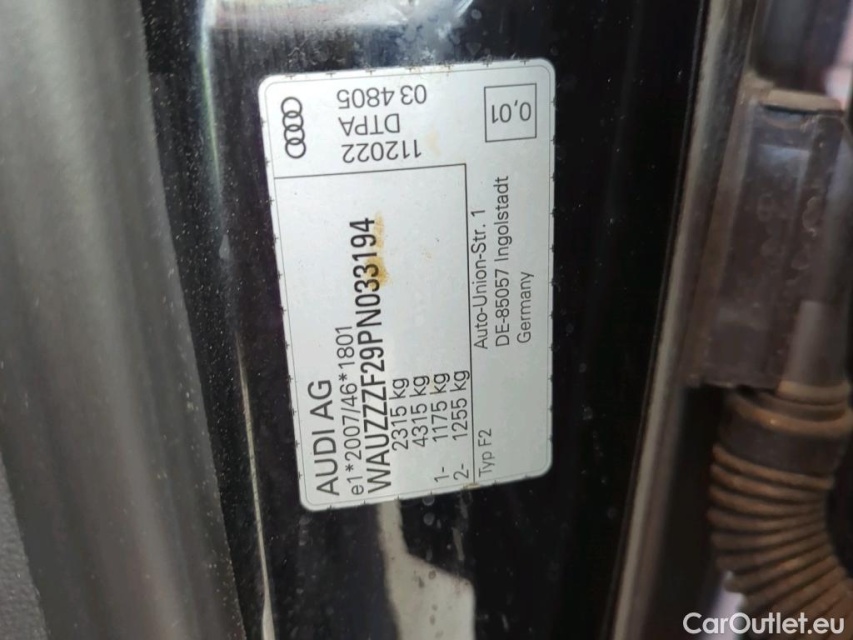 AUDI AG
e1*2007/46*1801
WAUZZZF29PN033194
2315 kg
4315 kg
1- 1175 kg
2- 1255 kg
Typ F2
Auto-Union-Str. 1
DE-85057 Ingolstadt
Germany
112022
DTPA
03 4805
0,01
CarOutlet.eu